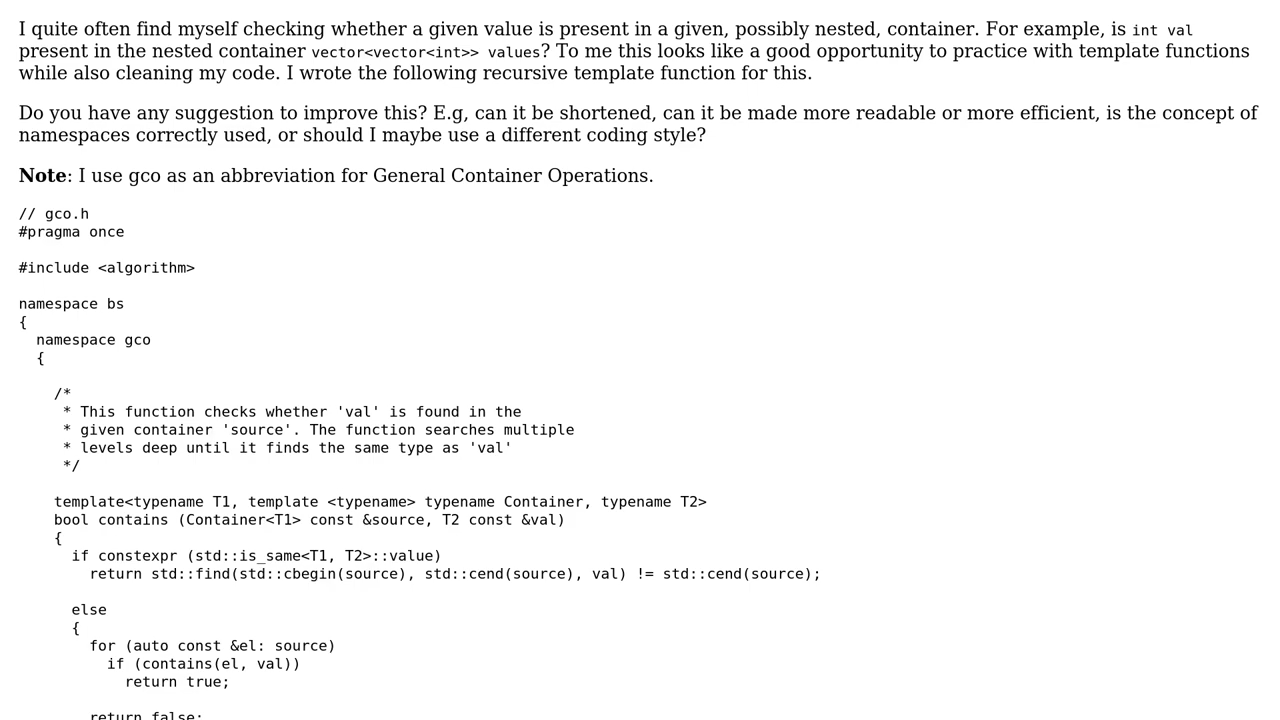 I quite often find myself checking whether a given value is present in a given, possibly nested, container. For example, is int val
present in the nested container vector<vector<int>> values? To me this looks like a good opportunity to practice with template functions
while also cleaning my code. I wrote the following recursive template function for this.
Do you have any suggestion to improve this? E.g, can it be shortened, can it be made more readable or more efficient, is the concept of
namespaces correctly used, or should I maybe use a different coding style?
Note: I use gco as an abbreviation for General Container Operations.
// gco.h
#pragma once
#include <algorithm>
namespace bs
{
namespace gco
{
/*
* This function checks whether 'val' is found in the
* given container 'source'. The function searches multiple
* levels deep until it finds the same type as 'val'
*/
template<typename T1, template <typename> typename Container, typename T2>
bool contains (Container<T1> const &source, T2 const &val)
{
if constexpr (std::is_same<T1, T2>::value)
return std::find(std::cbegin(source), std::cend(source), val) != std::cend(source);
else
{
for (auto const &el: source)
if (contains(el, val))
return true;
return false;